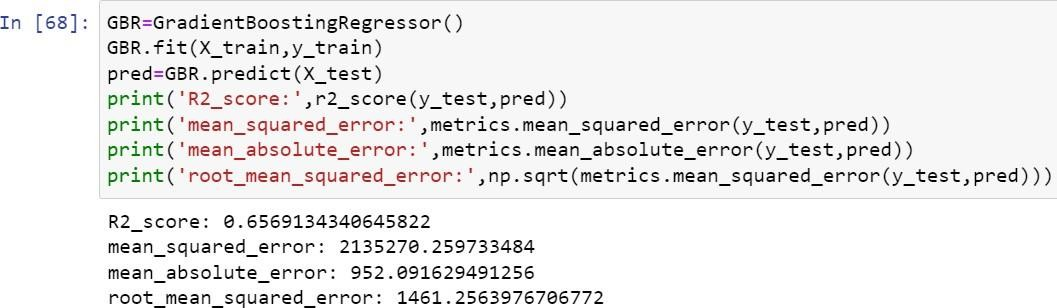 In [68]: GBR=GradientBoostingRegressor()
GBR.fit(X_train,y_train)
pred=GBR.predict(X_test)
print('R2_score:',r2_score(y_test,pred))
print('mean_squared_error:',metrics.mean_squared_error(y_test,pred))
print('mean_absolute_error:',metrics.mean_absolute_error(y_test,pred))
print('root_mean_squared_error:',np.sqrt(metrics.mean_squared_error(y_test,pred)))
R2_score: 0.6569134340645822
mean_squared_error: 2135270.259733484
mean_absolute_error: 952.091629491256
root_mean_squared_error: 1461.2563976706772